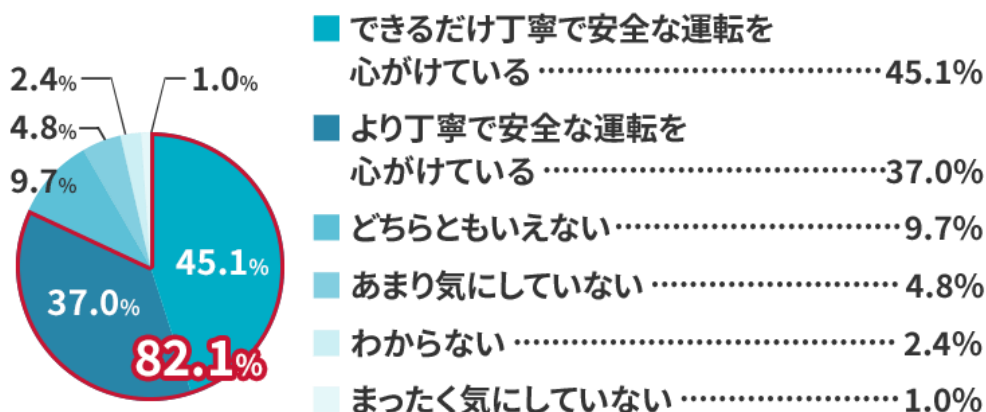 2.4%
1.0%
4.8%
9.7%
45.1%
37.0%
82.1%
できるだけ丁寧で安全な運転を
心がけている 45.1%
より丁寧で安全な運転を
心がけている 37.0%
どちらともいえない 9.7%
あまり気にしていない 4.8%
わからない 2.4%
まったく気にしていない 1.0%